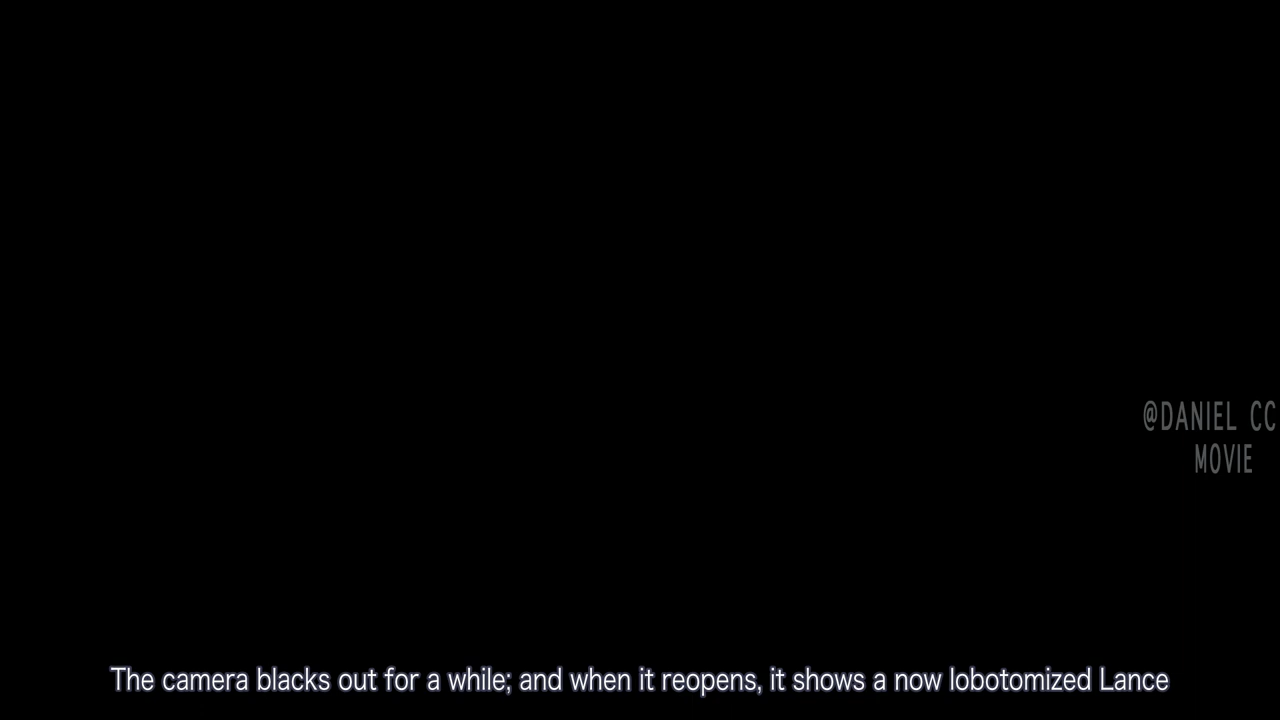 @DANIEL CC
MOVIE
The camera blacks out for a while; and when it reopens, it shows a now lobotomized Lance